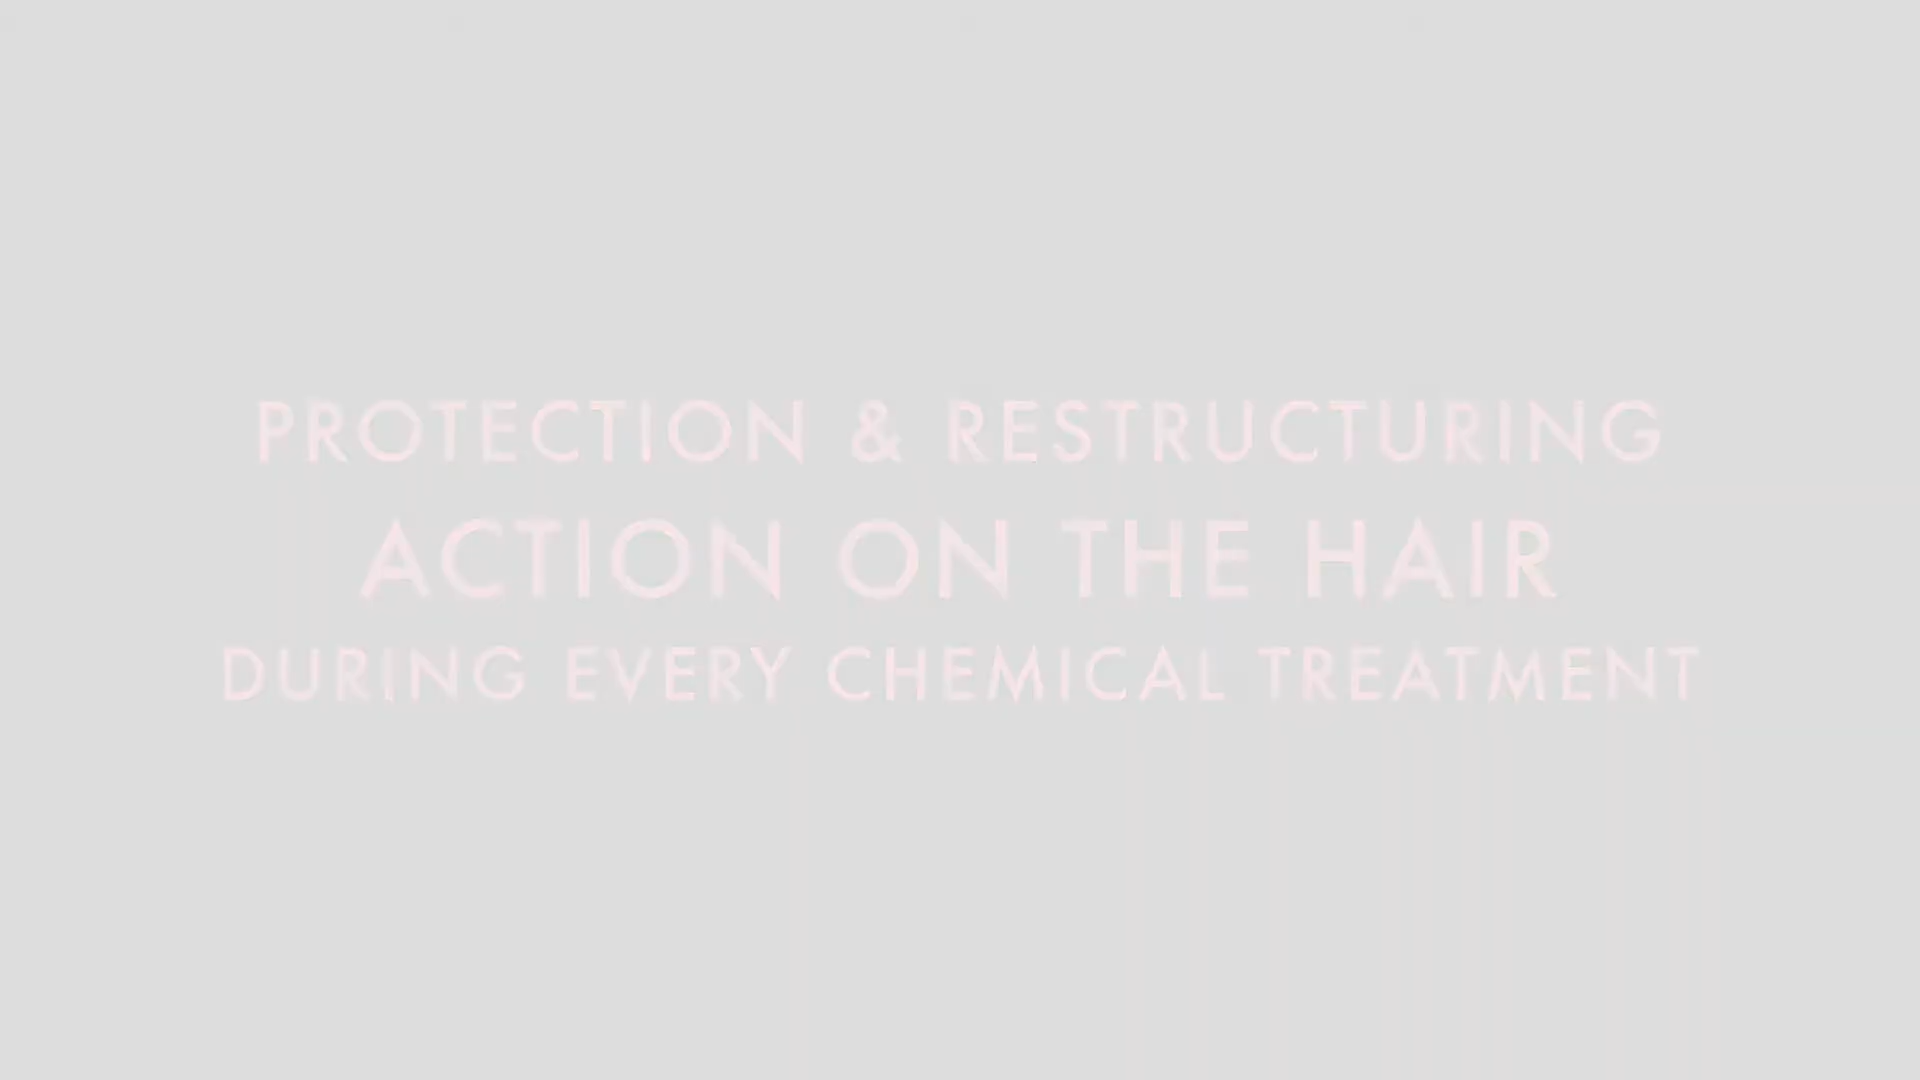 PROTECTION & RESTRUCTURING
ACTION ON THE HAIR
DURING EVERY CHEMICAL TREATMENT